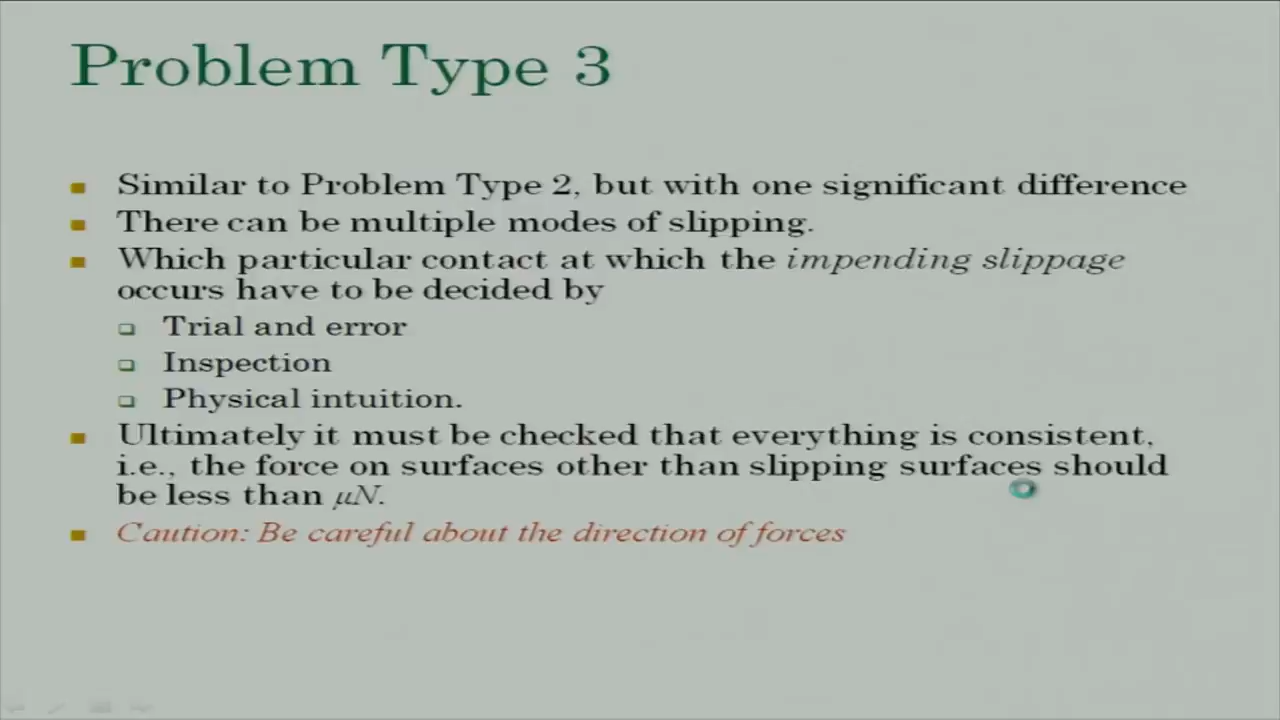 Problem Type 3
Similar to Problem Type 2, but with one significant difference
There can be multiple modes of slipping.
Which particular contact at which the impending slippage
occurs have to be decided by
Trial and error
Inspection
Physical intuition.
Ultimately it must be checked that everything is consistent,
i.e., the force on surfaces other than slipping surfaces should
be less than μN.
Caution: Be careful about the direction of forces